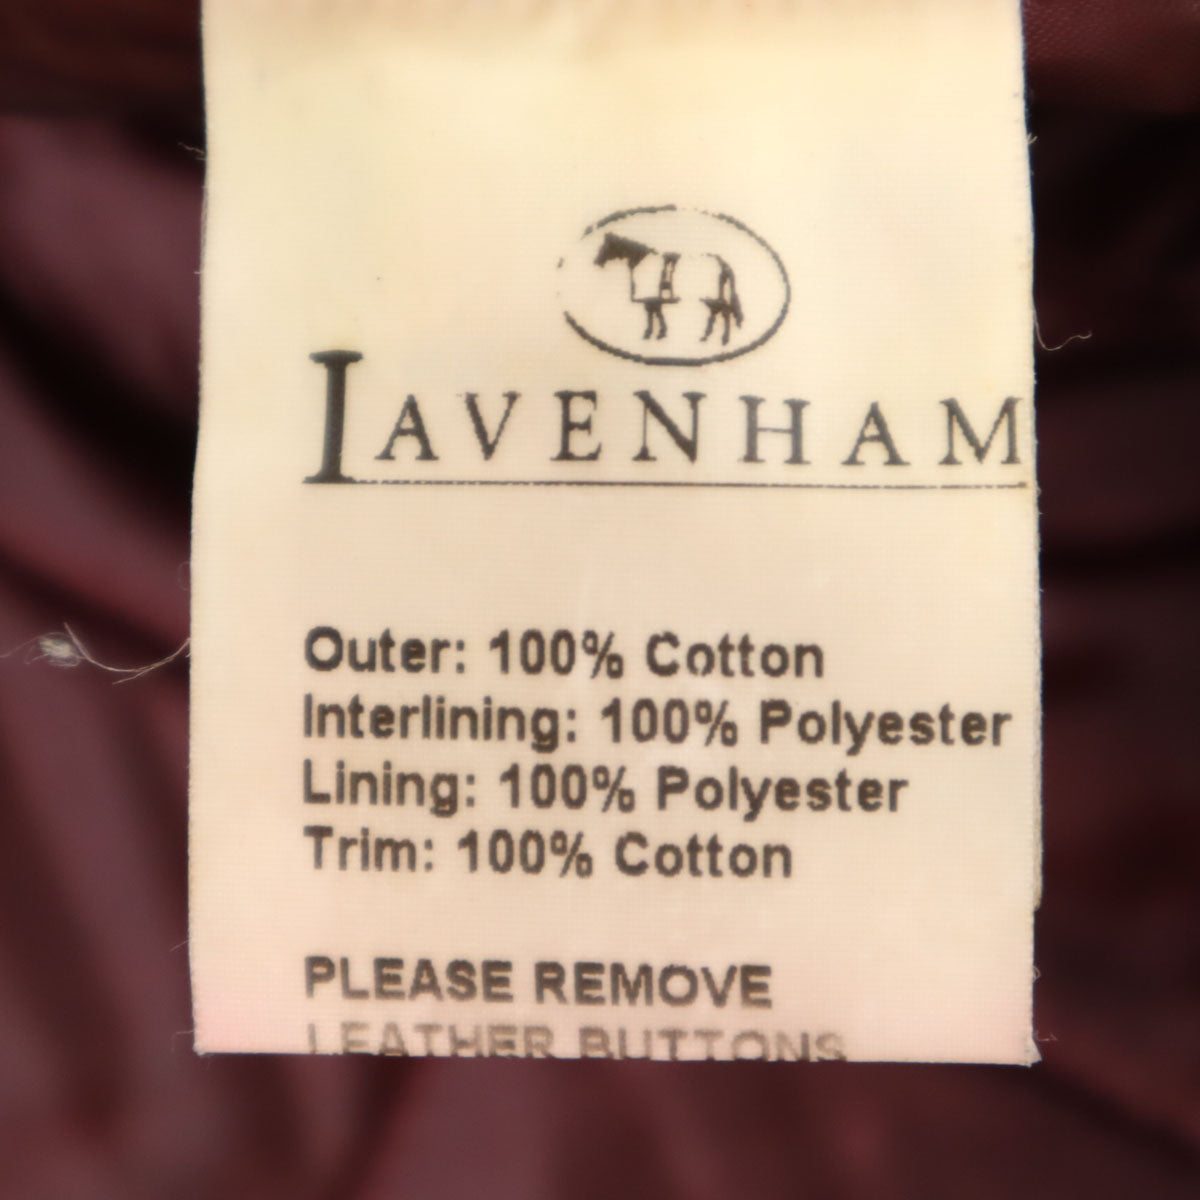 LAVENHAM
Outer: 100% Cotton
Interlining: 100% Polyester
Lining: 100% Polyester
Trim: 100% Cotton
PLEASE REMOVE
LEATHER BUTTONS